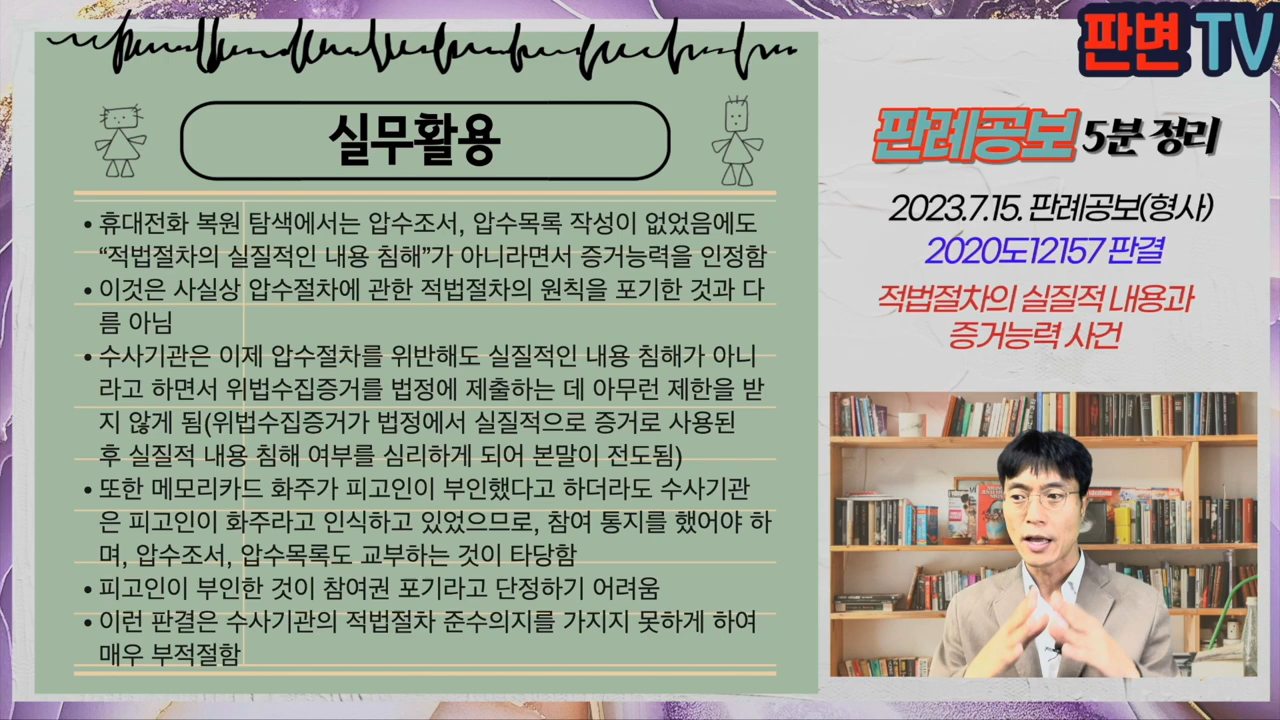 판변 TV
실무활용
• 휴대전화 복원 탐색에서는 압수조서, 압수목록 작성이 없었음에도
“적법절차의 실질적인 내용 침해”가 아니라면서 증거능력을 인정함
• 이것은 사실상 압수절차에 관한 적법절차의 원칙을 포기한 것과 다
름 아님
• 수사기관은 이제 압수절차를 위반해도 실질적인 내용 침해가 아니
라고 하면서 위법수집증거를 법정에 제출하는 데 아무런 제한을 받
지 않게 됨(위법수집증거가 법정에서 실질적으로 증거로 사용된
후 실질적 내용 침해 여부를 심리하게 되어 본말이 전도됨)
• 또한 메모리카드 화주가 피고인이 부인했다고 하더라도 수사기관
은 피고인이 화주라고 인식하고 있었으므로, 참여 통지를 했어야 하
며, 압수조서, 압수목록도 교부하는 것이 타당함
• 피고인이 부인한 것이 참여권 포기라고 단정하기 어려움
• 이런 판결은 수사기관의 적법절차 준수의지를 가지지 못하게 하여
매우 부적절함
판례공보 5분 정리
2023.7.15. 판례공보(형사)
2020도12157 판결
적법절차의 실질적 내용과
증거능력 사건